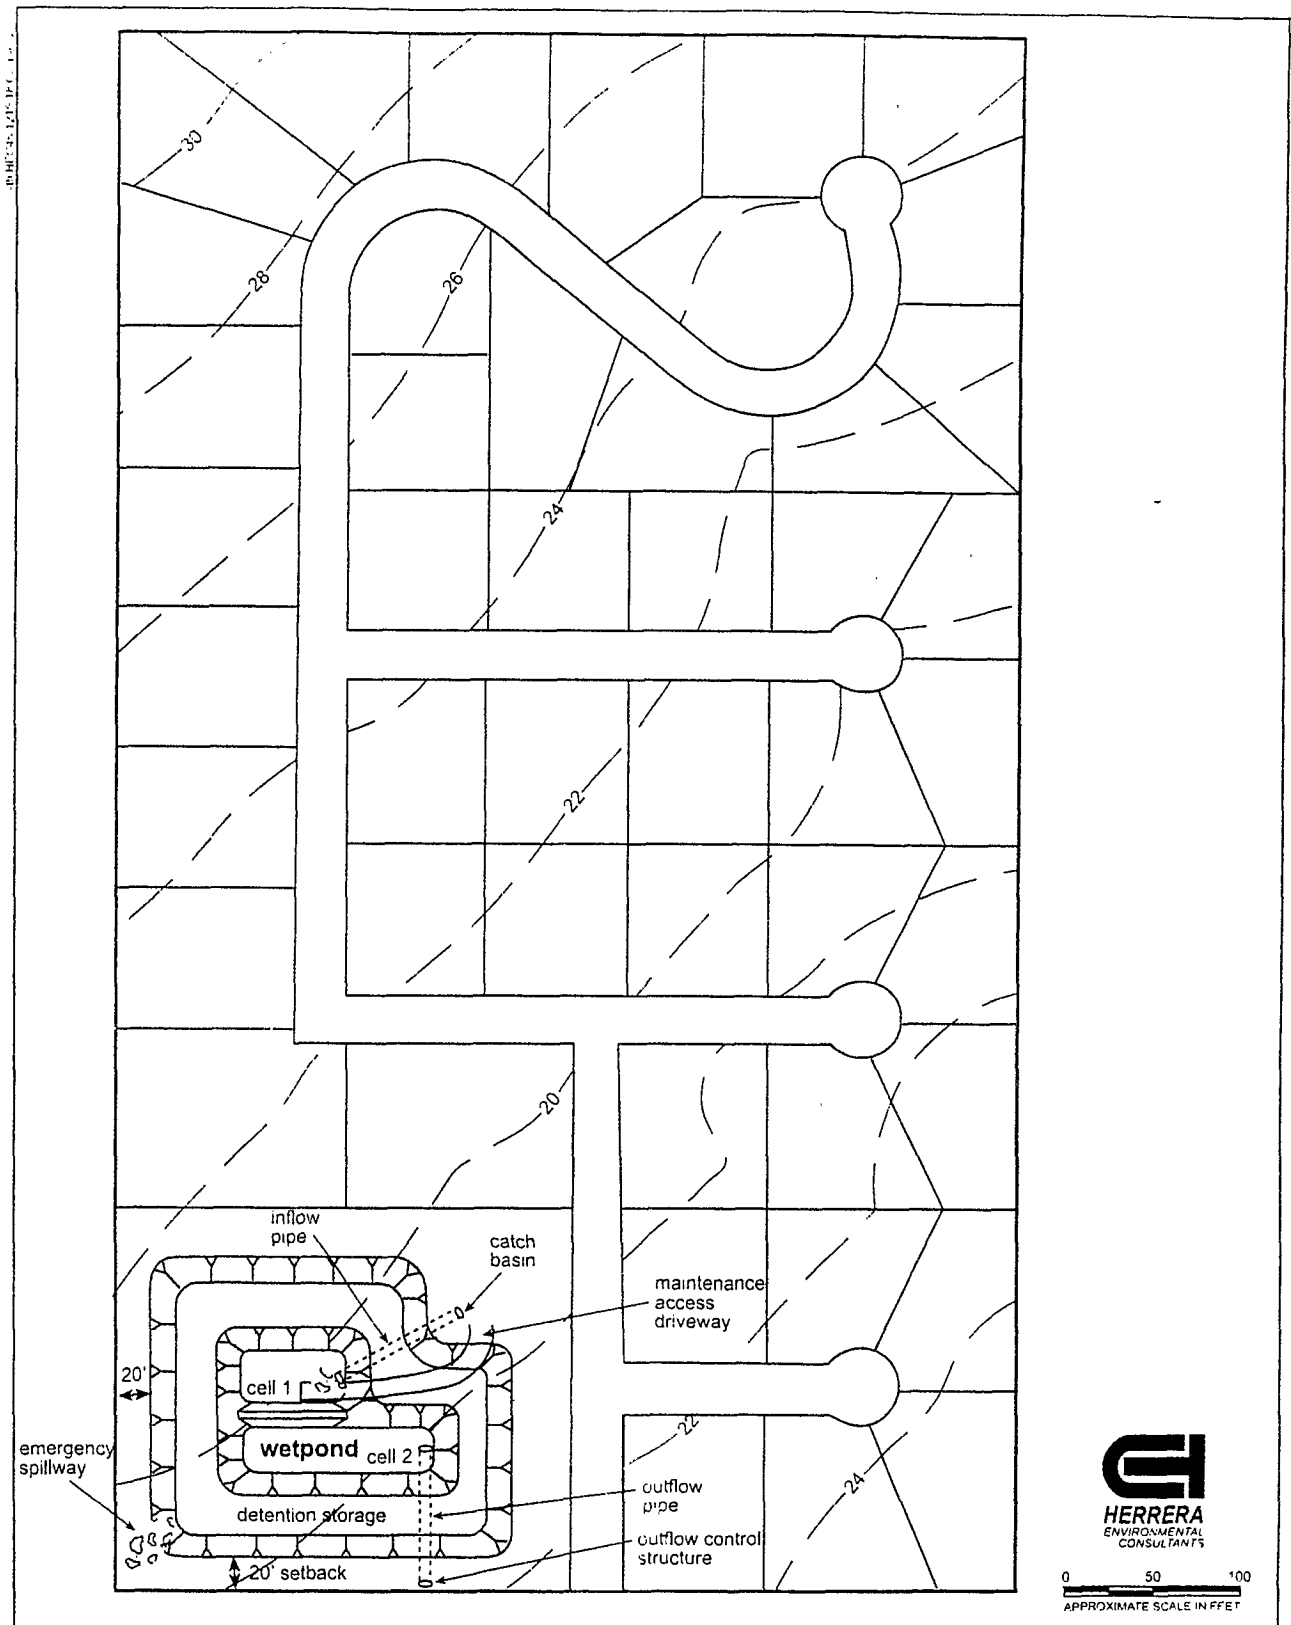 30
28
26
24
22
20
inflow
pipe
catch
basin
maintenance
access
driveway
20'
cell 1
wetpond cell 2
emergency
spillway
detention storage
outflow
pipe
outflow control
structure
20' setback
22
24
HERRERA
ENVIRONMENTAL
CONSULTANTS
0 50 100
APPROXIMATE SCALE IN FEET